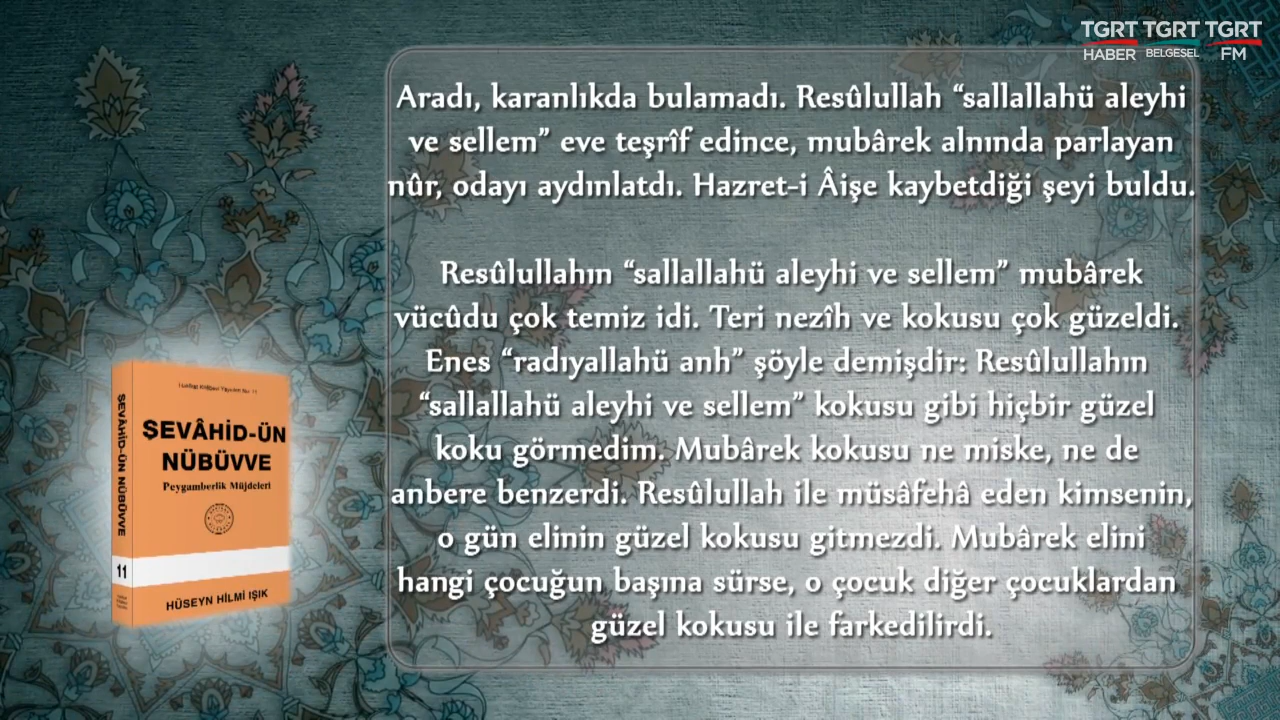 TGRT TGRT TGRT
HABER BELGESEL FM
Aradı, karanlıkda bulamadı. Resûlullah “sallallahü aleyhi
ve sellem” eve teşrîf edince, mubârek alnında parlayan
nûr, odayı aydınlatdı. Hazret-i Âişe kaybetdiği şeyi buldu.
Resûlullahın “sallallahü aleyhi ve sellem” mubârek
vücûdu çok temiz idi. Teri nezîh ve kokusu çok güzeldi.
Enes “radıyallahü anh” şöyle demişdir: Resûlullahın
“sallallahü aleyhi ve sellem” kokusu gibi hiçbir güzel
koku görmedim. Mubârek kokusu ne miske, ne de
anbere benzerdi. Resûlullah ile müsâfehâ eden kimsenin,
o gün elinin güzel kokusu gitmezdi. Mubârek elini
hangi çocuğun başına sürse, o çocuk diğer çocuklardan
güzel kokusu ile farkedilirdi.
ŞEVÂHİD-ÜN
NÜBÜVVE
Peygamberlik Müjdeleri
HÜSEYN HİLMİ IŞIK
ŞEVÂHİD-ÜN NÜBÜVVE
11